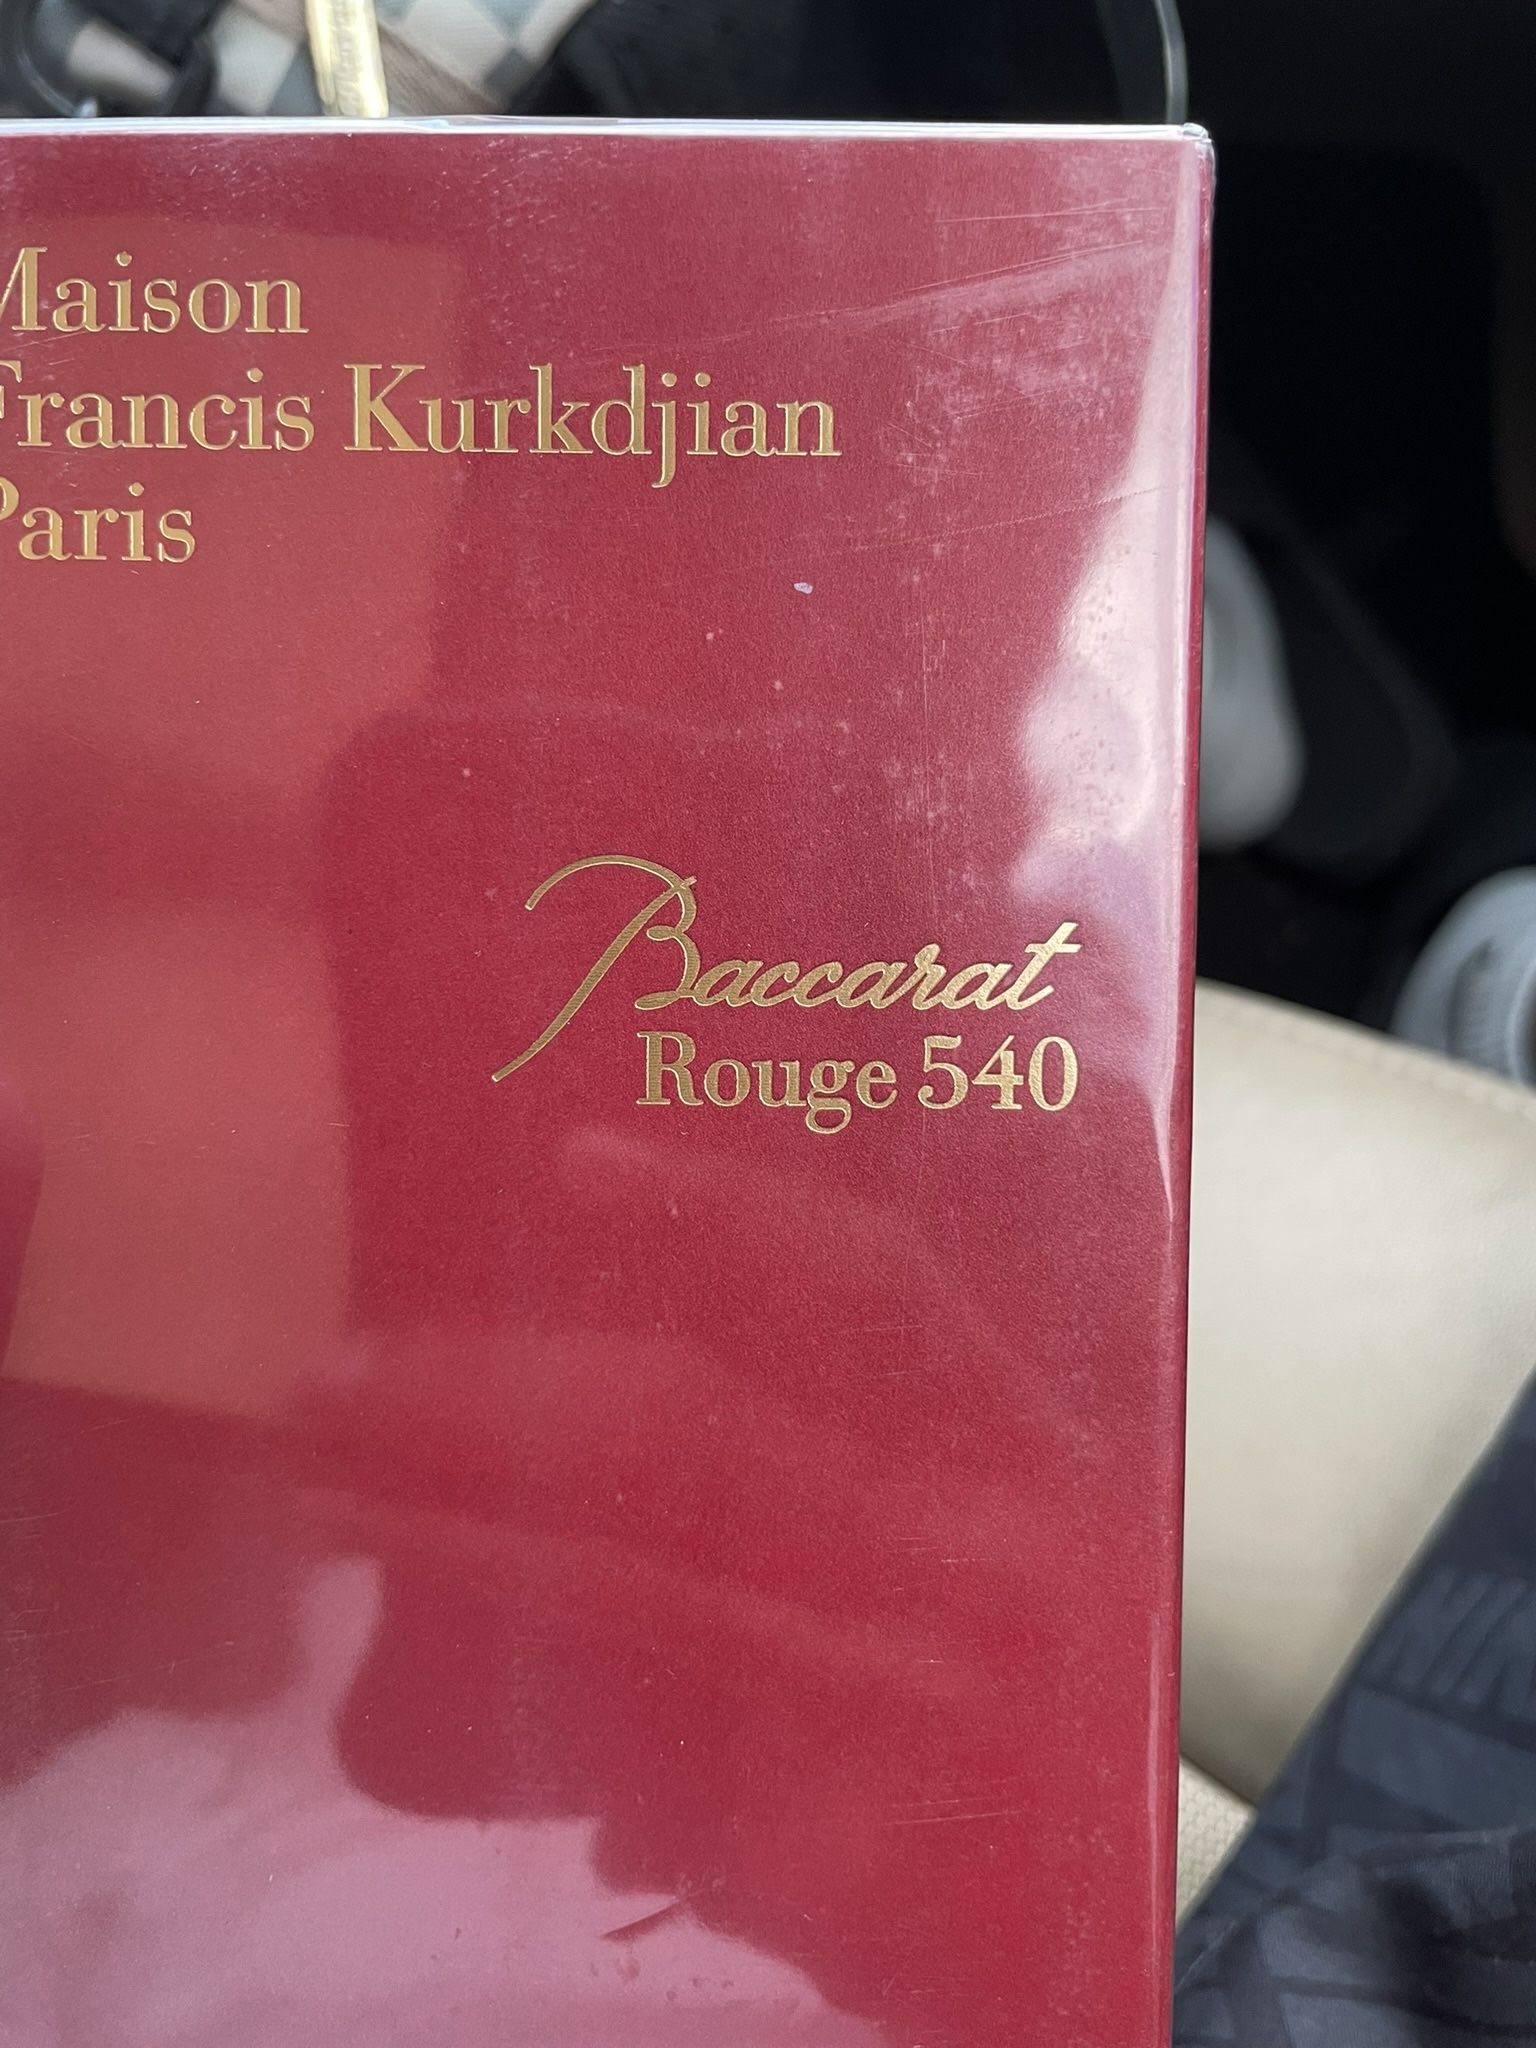 Maison
Francis Kurkdjian
Paris
Baccarat
Rouge 540